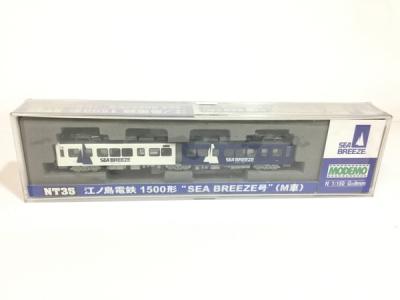 SEA BREEZE
SEA BREEZE
SEA
BREEZE
MODEMO
NT35 江ノ島電鉄 1500形 "SEA BREEZE号" (M車)
N 1:150 G=9mm